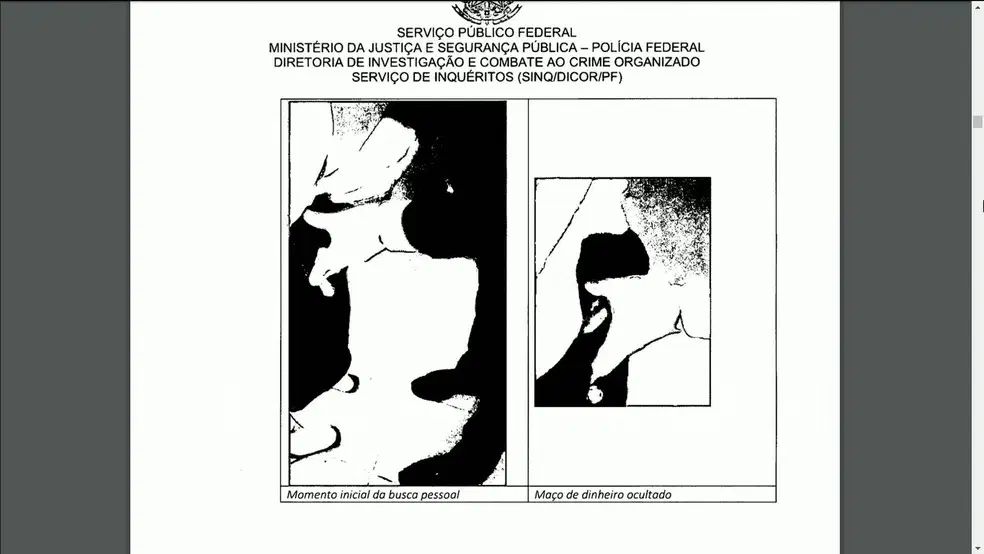 SERVIÇO PÚBLICO FEDERAL
MINISTÉRIO DA JUSTIÇA E SEGURANÇA PÚBLICA – POLÍCIA FEDERAL
DIRETORIA DE INVESTIGAÇÃO E COMBATE AO CRIME ORGANIZADO
SERVIÇO DE INQUÉRITOS (SINQ/DICOR/PF)
Momento inicial da busca pessoal
Maço de dinheiro ocultado